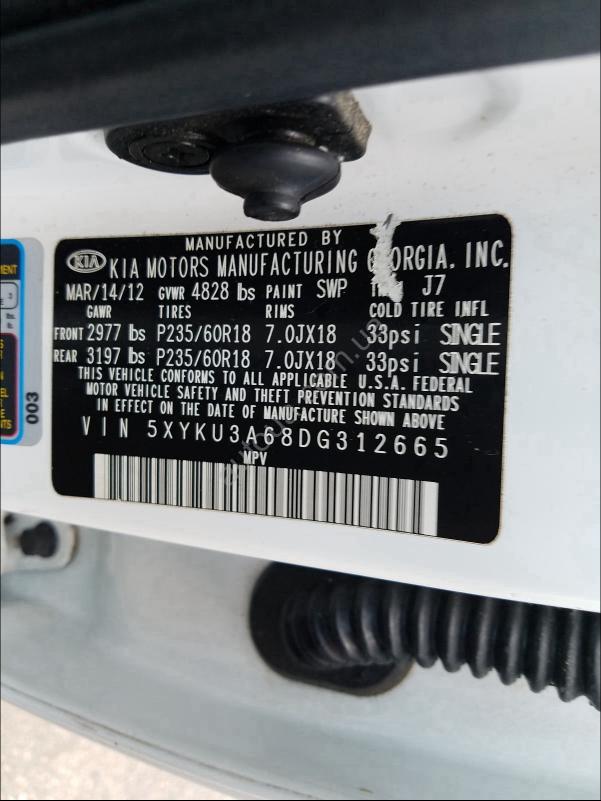 MANUFACTURED BY
KIA KIA MOTORS MANUFACTURING GEORGIA, INC.
MAR/14/12 GVWR 4828 lbs PAINT SWP J7
GAWR TIRES RIMS COLD TIRE INFL
FRONT 2977 lbs P235/60R18 7.0JX18 33psi SINGLE
REAR 3197 lbs P235/60R18 7.0JX18 33psi SINGLE
THIS VEHICLE CONFORMS TO ALL APPLICABLE U.S.A. FEDERAL
MOTOR VEHICLE SAFETY AND THEFT PREVENTION STANDARDS
IN EFFECT ON THE DATE OF MANUFACTURE SHOWN ABOVE
VIN 5XYKU3A68DG312665
MPV
003